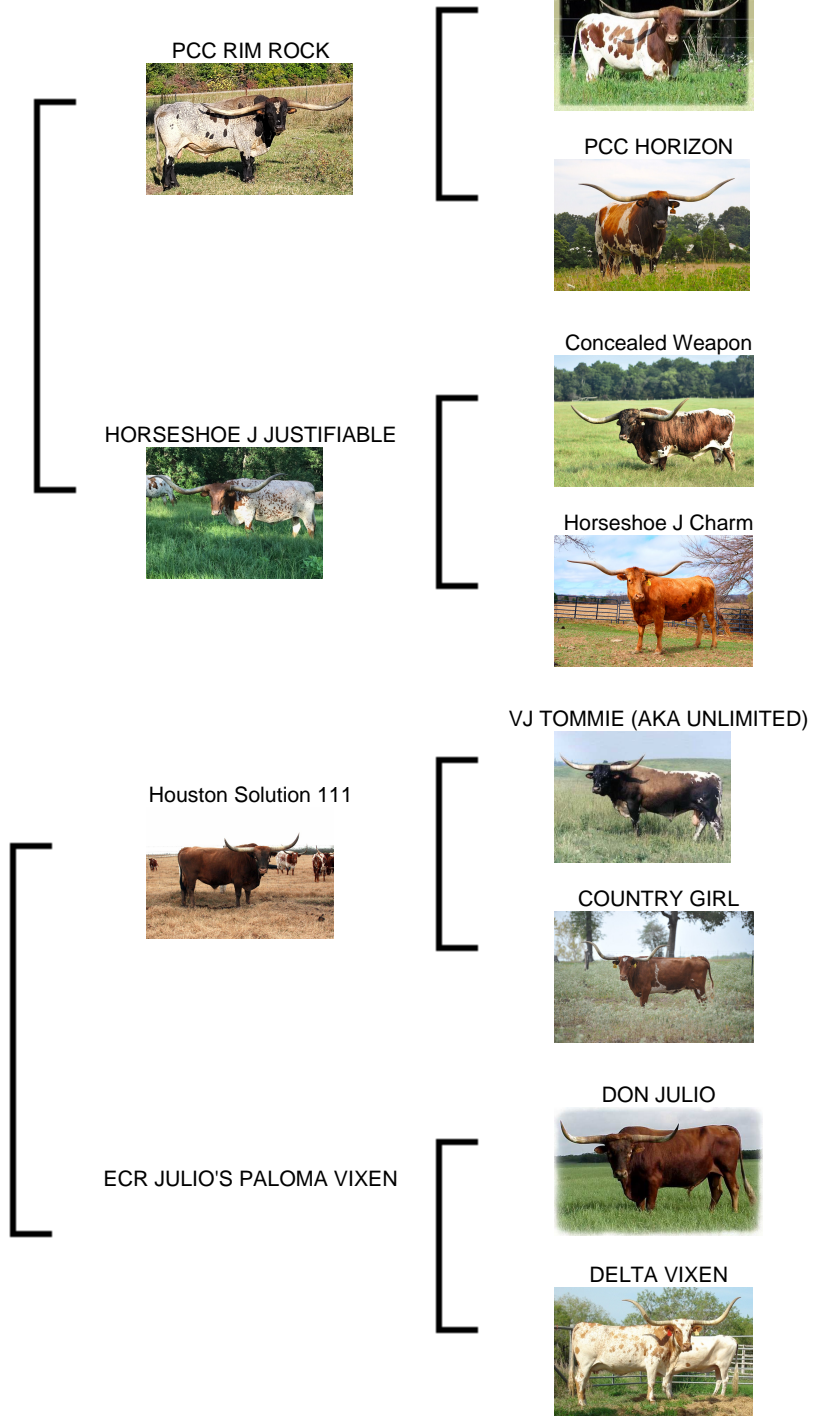 PCC RIM ROCK
PCC HORIZON
Concealed Weapon
HORSESHOE J JUSTIFIABLE
Horseshoe J Charm
VJ TOMMIE (AKA UNLIMITED)
Houston Solution 111
COUNTRY GIRL
DON JULIO
ECR JULIO'S PALOMA VIXEN
DELTA VIXEN